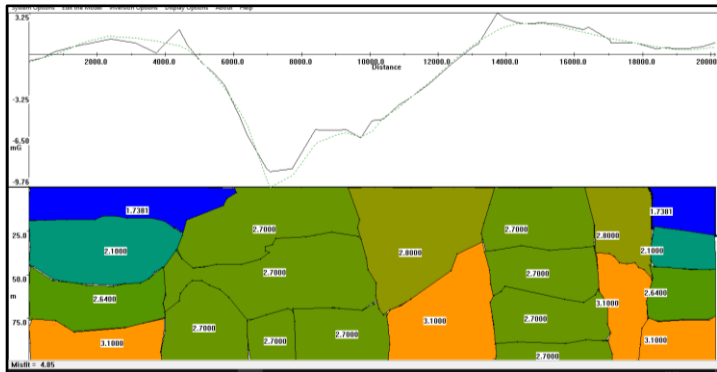 System Options Edit the Model Inversion Options Display Options About Help
3.25
2000.0 4000.0 6000.0 8000.0 10000.0 12000.0 14000.0 16000.0 18000.0 20000.0
Distance
-3.25
-6.50
mG
-9.76
1.7381 1.7381
2.7000 2.7000 2.8000
2.1000 2.8000 2.1000
25.0
2.7000 2.7000
50.0
2.6400 3.1000 3.1000 2.6400
m
75.0
2.7000 2.7000 2.7000 2.7000
3.1000 3.1000
2.7000
Misfit = 4.85